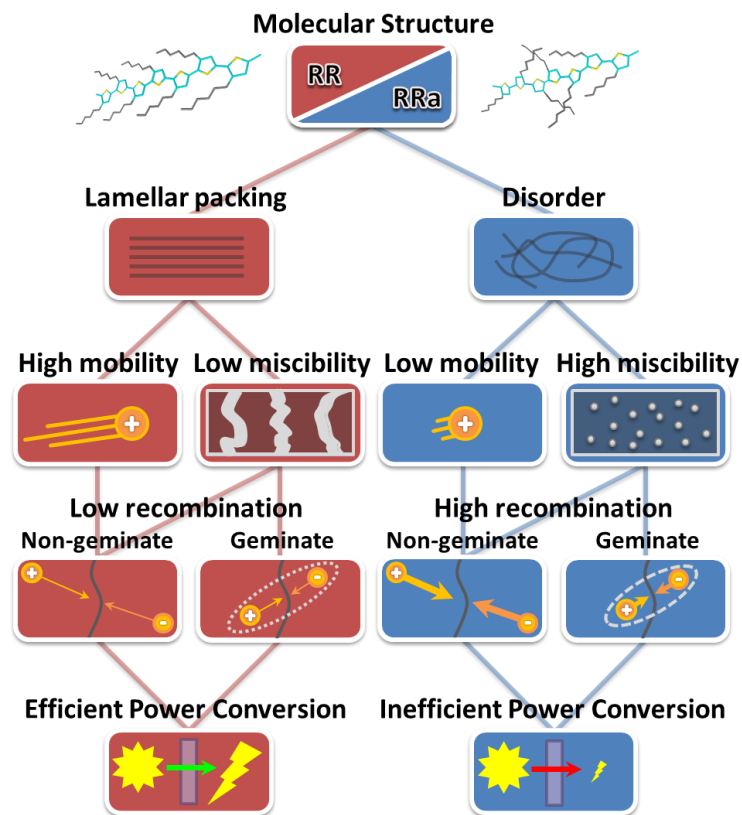 Molecular Structure
RR
RRa
Lamellar packing
Disorder
High mobility
Low miscibility
Low mobility
High miscibility
+
+
Low recombination
High recombination
Non-geminate
Geminate
Non-geminate
Geminate
+
-
+
-
+
-
+
-
Efficient Power Conversion
Inefficient Power Conversion